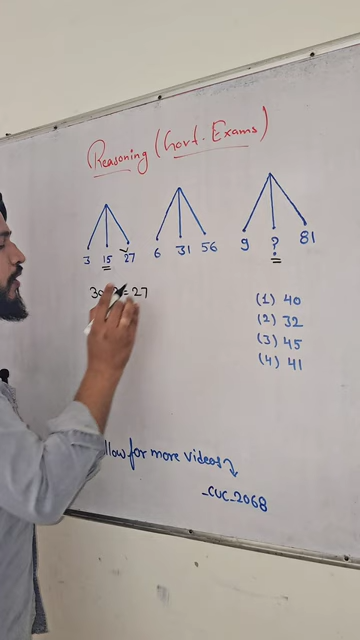 Reasoning (Govt. Exams)
3 15 27 6 31 56 9 ? 81
= 27
(1) 40
(2) 32
(3) 45
(4) 41
llow for more videos
_CUC_2068